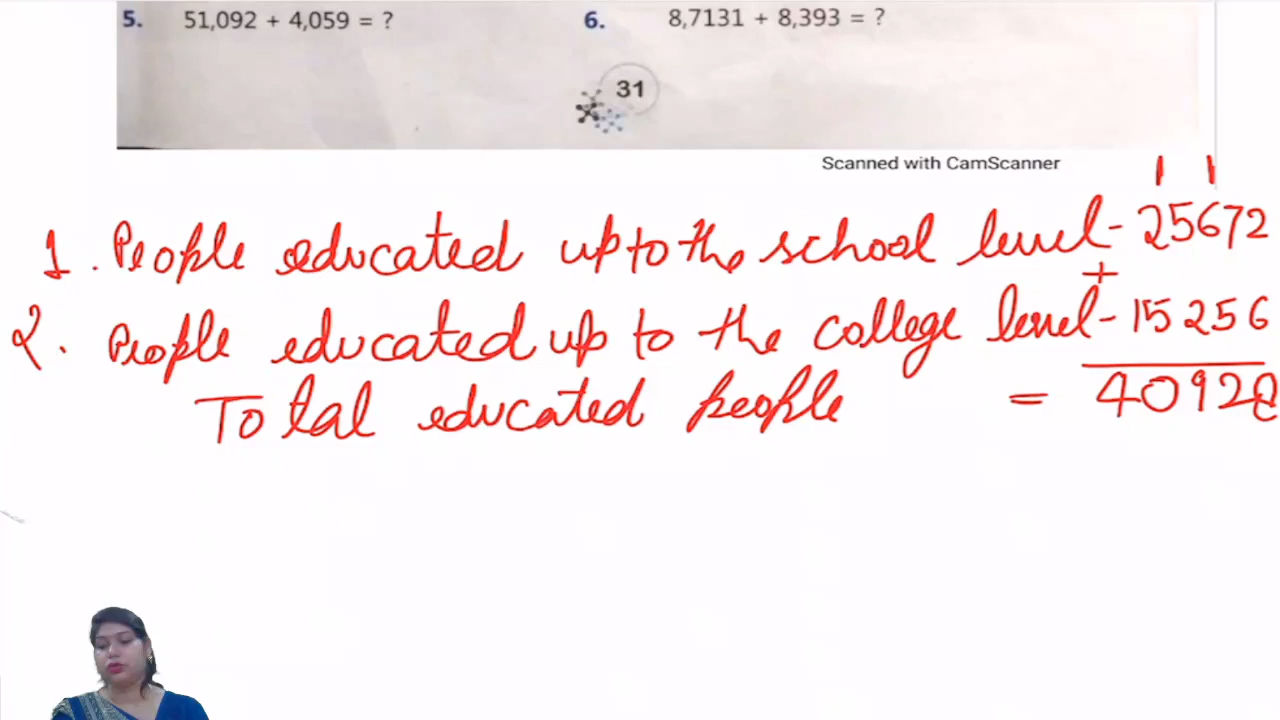 5. 51,092 + 4,059 = ? 6. 8,7131 + 8,393 = ?
31
Scanned with CamScanner
1 1
1. People educated up to the school level - 25672
+
2. People educated up to the college level - 15256
Total educated people = 40928